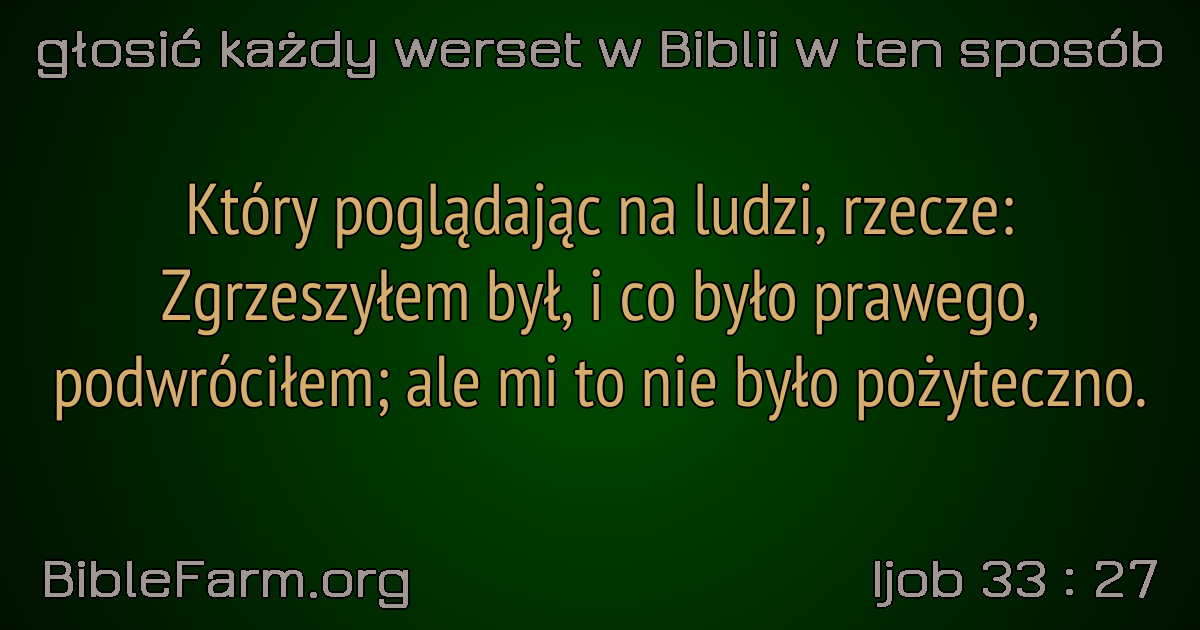 głosić każdy werset w Biblii w ten sposób
Który poglądając na ludzi, rzecze:
Zgrzeszyłem był, i co było prawego,
podwróciłem; ale mi to nie było pożyteczno.
BibleFarm.org
Ijob 33 : 27